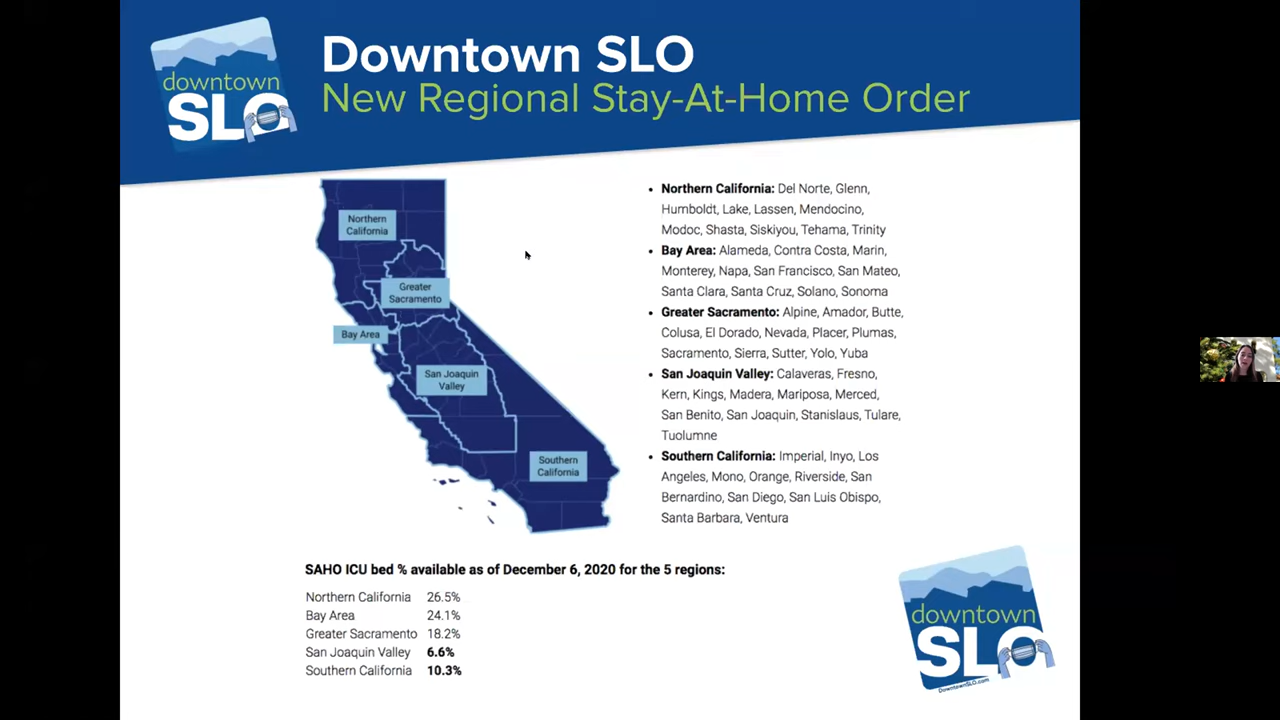 downtown
SLO
Downtown SLO
New Regional Stay-At-Home Order
Northern
California
Greater
Sacramento
Bay Area
San Joaquin
Valley
Southern
California
• Northern California: Del Norte, Glenn,
Humboldt, Lake, Lassen, Mendocino,
Modoc, Shasta, Siskiyou, Tehama, Trinity
• Bay Area: Alameda, Contra Costa, Marin,
Monterey, Napa, San Francisco, San Mateo,
Santa Clara, Santa Cruz, Solano, Sonoma
• Greater Sacramento: Alpine, Amador, Butte,
Colusa, El Dorado, Nevada, Placer, Plumas,
Sacramento, Sierra, Sutter, Yolo, Yuba
• San Joaquin Valley: Calaveras, Fresno,
Kern, Kings, Madera, Mariposa, Merced,
San Benito, San Joaquin, Stanislaus, Tulare,
Tuolumne
• Southern California: Imperial, Inyo, Los
Angeles, Mono, Orange, Riverside, San
Bernardino, San Diego, San Luis Obispo,
Santa Barbara, Ventura
SAHO ICU bed % available as of December 6, 2020 for the 5 regions:
Northern California 26.5%
Bay Area 24.1%
Greater Sacramento 18.2%
San Joaquin Valley 6.6%
Southern California 10.3%
downtown
SLO
DowntownSLO.com